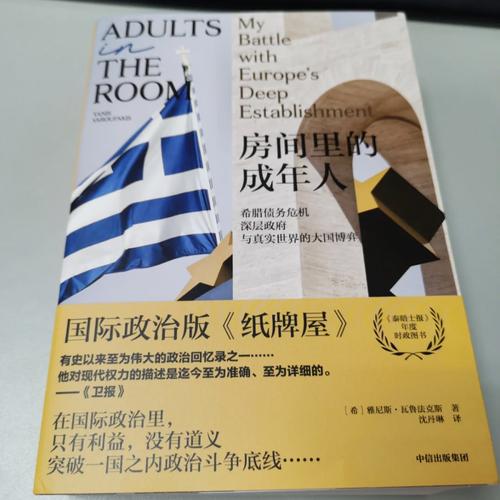 ADULTS
in
THE
ROOM
YANIS
VAROUFAKIS
My
Battle
with
Europe's
Deep
Establishment
房间里的
成年人
希腊债务危机
深层政府
与真实世界的大国博弈
国际政治版《纸牌屋》
有史以来至为伟大的政治回忆录之一……
他对现代权力的描述是迄今至为准确、至为详细的。
——《卫报》
《泰晤士报》
年度
时政图书
在国际政治里，
只有利益，没有道义
突破一国之内政治斗争底线……
[希] 雅尼斯·瓦鲁法克斯 著
沈丹琳 译
中信出版集团